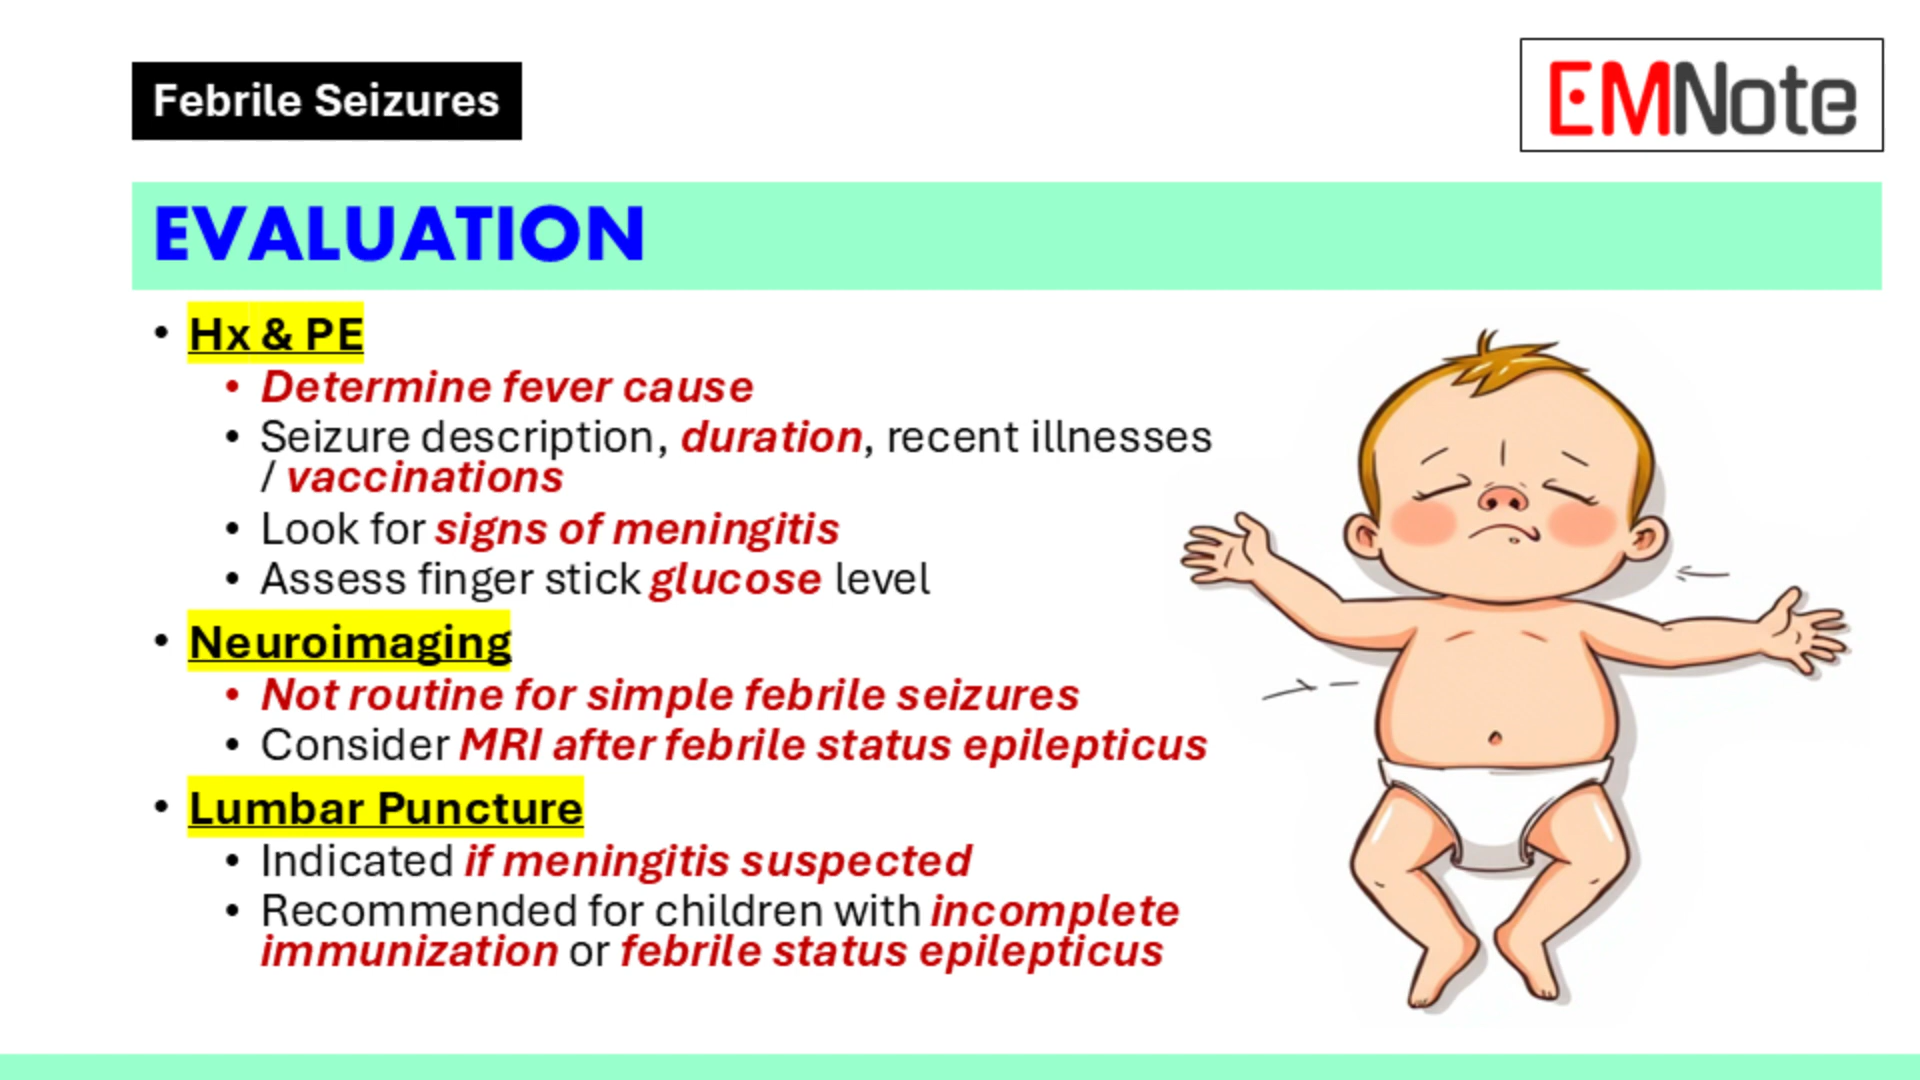 Febrile Seizures
EMNote
EVALUATION
• Hx & PE
• Determine fever cause
• Seizure description, duration, recent illnesses
/ vaccinations
• Look for signs of meningitis
• Assess finger stick glucose level
• Neuroimaging
• Not routine for simple febrile seizures
• Consider MRI after febrile status epilepticus
• Lumbar Puncture
• Indicated if meningitis suspected
• Recommended for children with incomplete
immunization or febrile status epilepticus